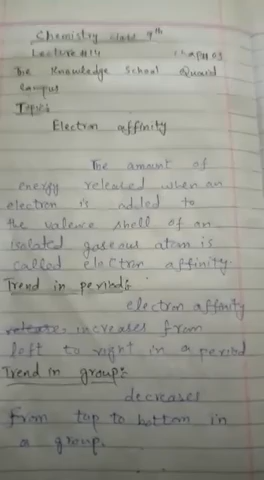 Chemistry class 9th
Lecture #14 chap#03
The Knowledge School Quaid
campus
Topic:
Electron affinity
The amount of
energy released when an
electron is added to
the valence shell of an
isolated gaseous atom is
called electron affinity.
Trend in period:
electron affinity
increases from
left to right in a period
Trend in group:
decreases
from top to bottom in
a group.